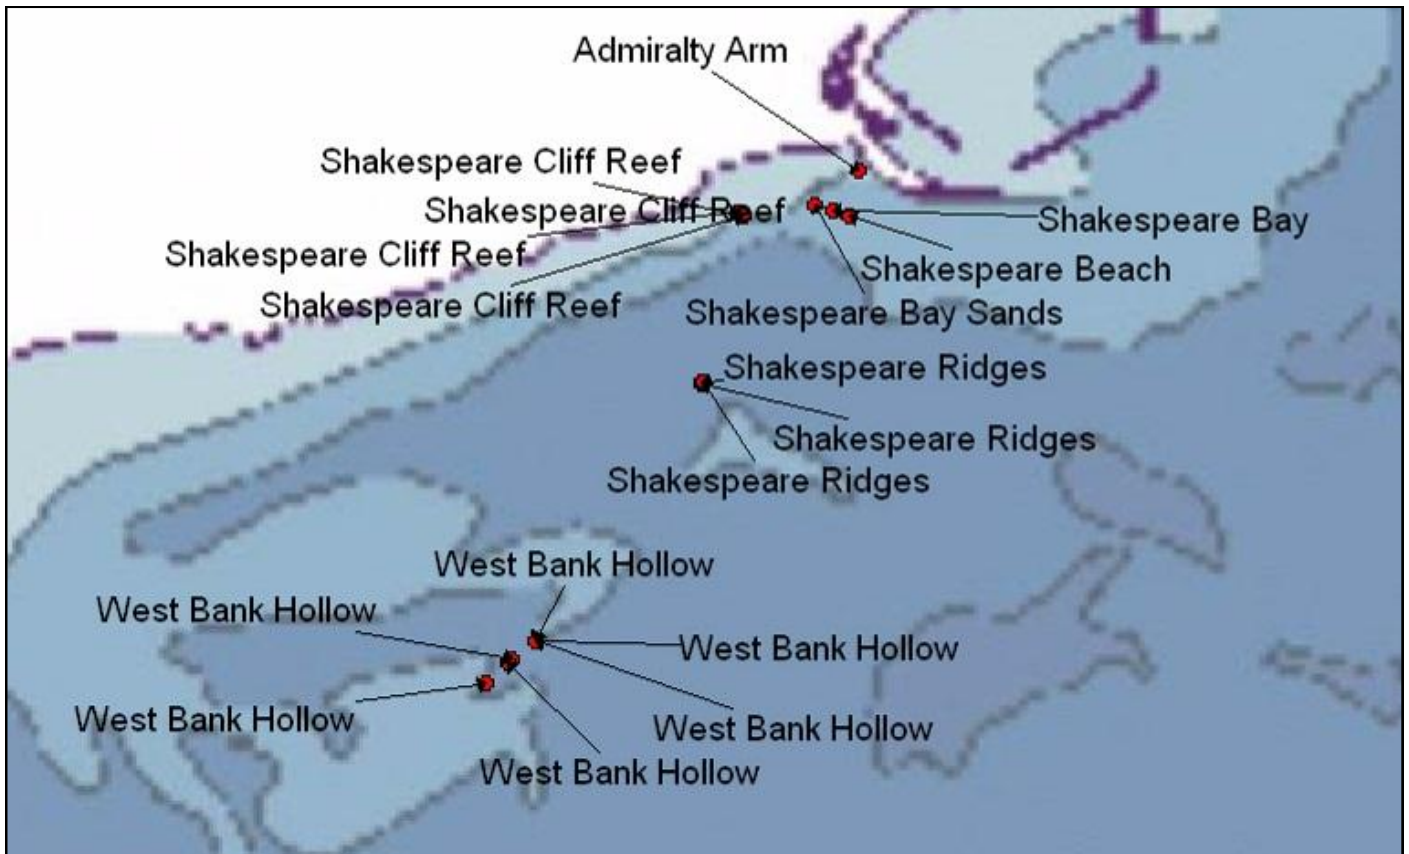 Admiralty Arm
Shakespeare Cliff Reef
Shakespeare Cliff Reef
Shakespeare Bay
Shakespeare Cliff Reef
Shakespeare Beach
Shakespeare Cliff Reef
Shakespeare Bay Sands
Shakespeare Ridges
Shakespeare Ridges
Shakespeare Ridges
West Bank Hollow
West Bank Hollow
West Bank Hollow
West Bank Hollow
West Bank Hollow
West Bank Hollow